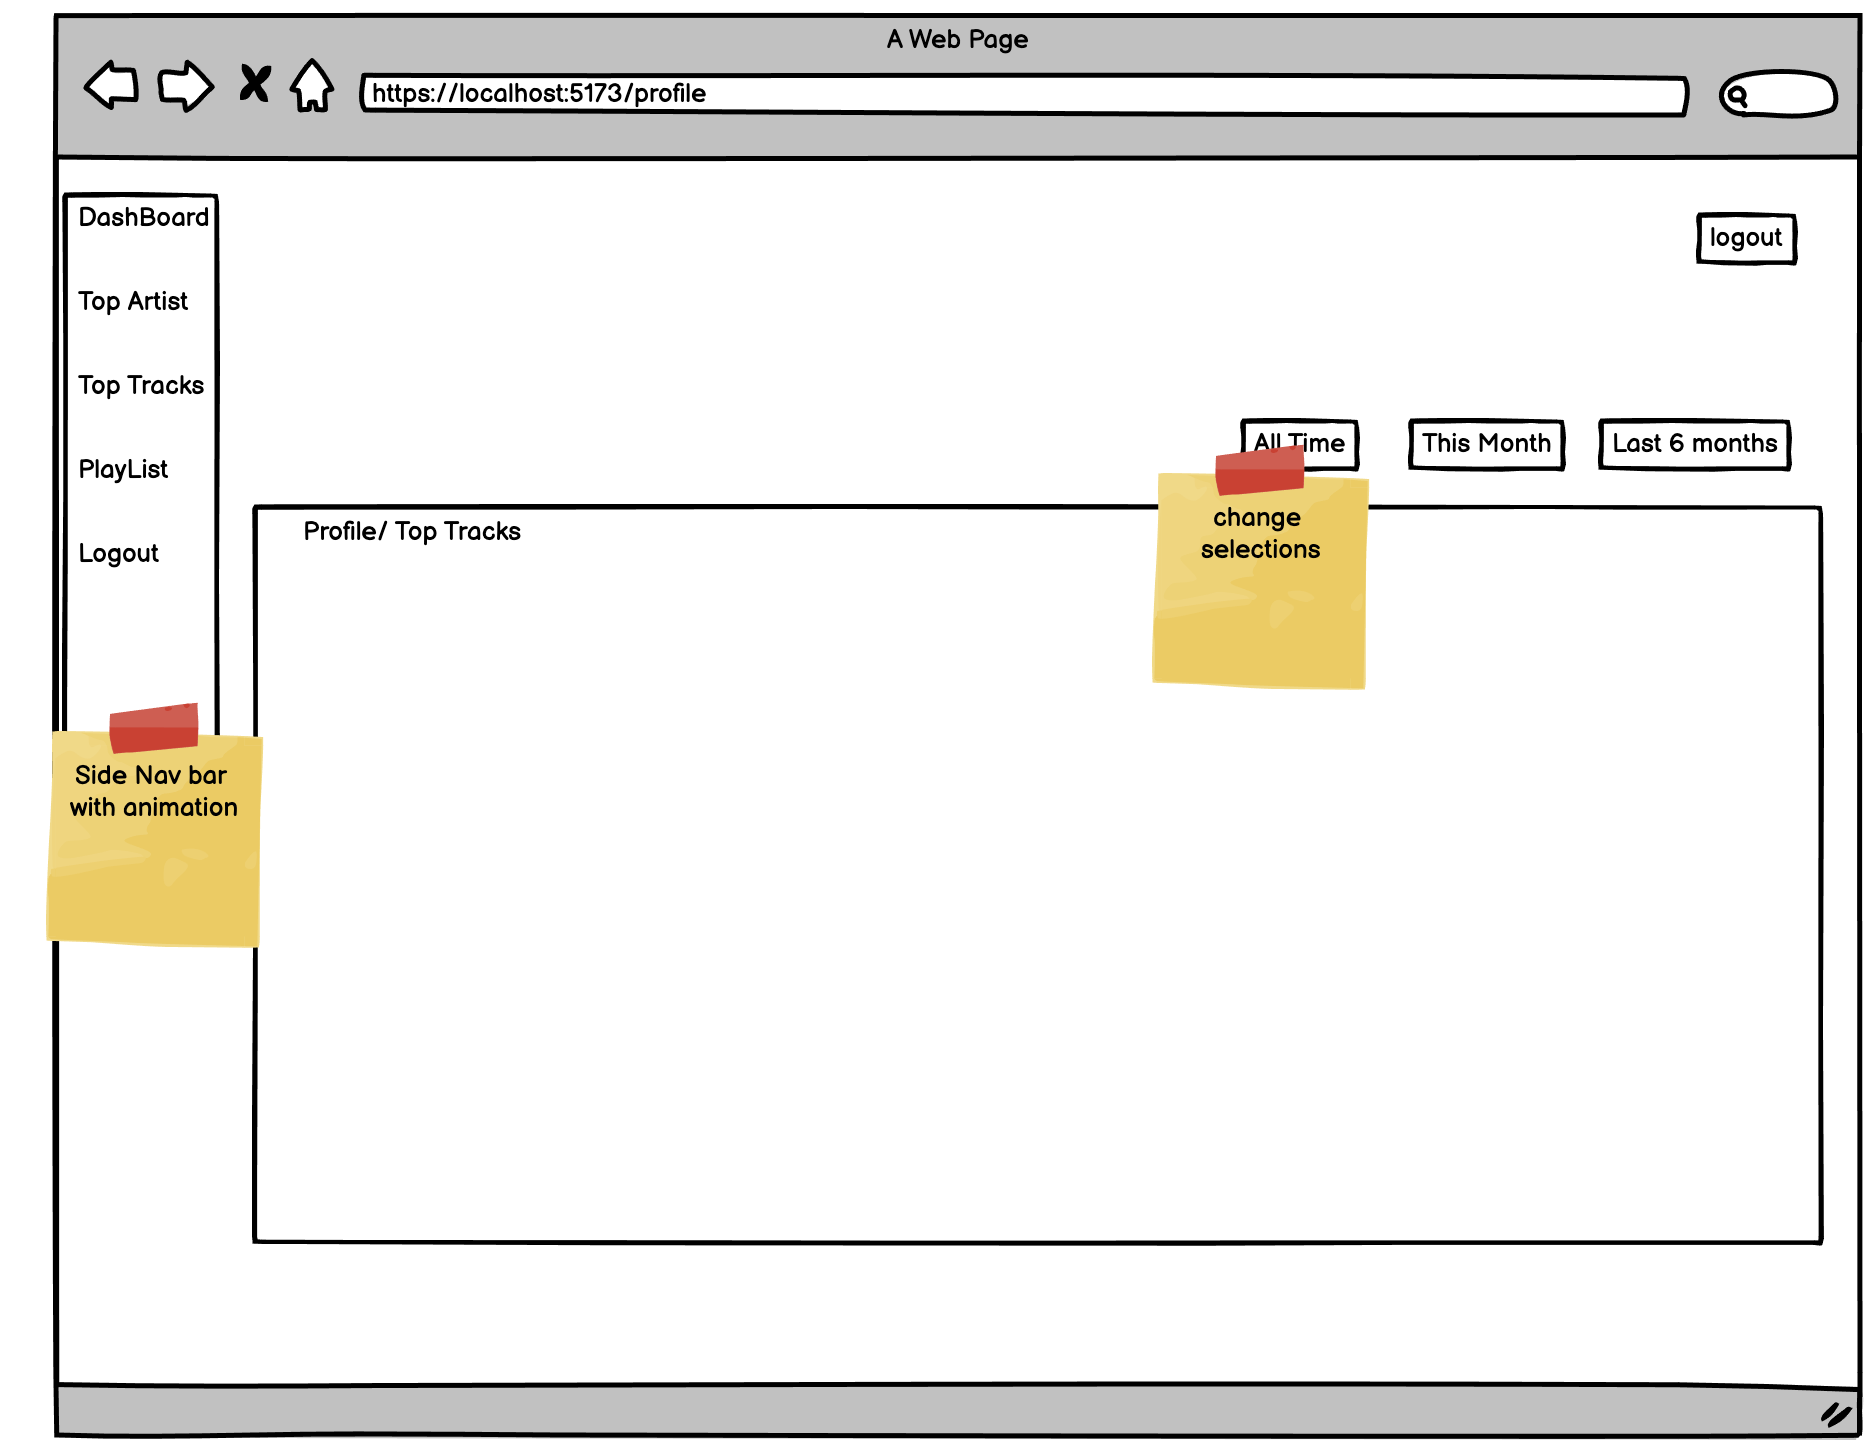 A Web Page
https://localhost:5173/profile
DashBoard
logout
Top Artist
Top Tracks
All Time
This Month
Last 6 months
PlayList
Profile/ Top Tracks
change
selections
Logout
Side Nav bar
with animation